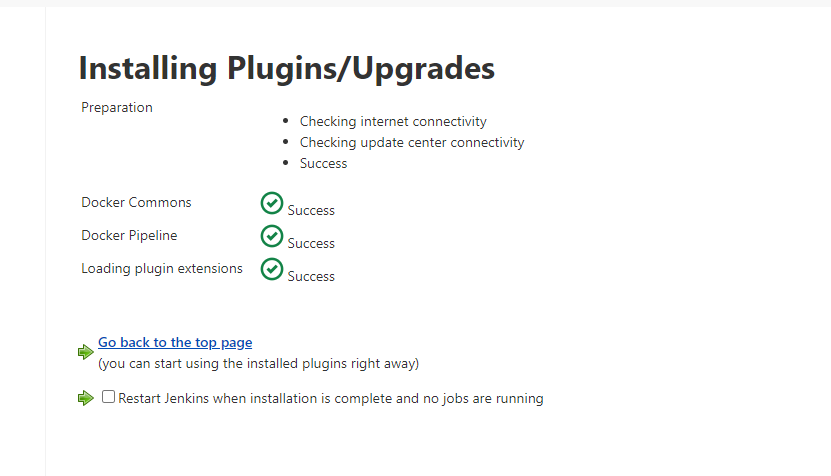 Installing Plugins/Upgrades
Preparation
Checking internet connectivity
Checking update center connectivity
Success
Docker Commons Success
Docker Pipeline Success
Loading plugin extensions Success
Go back to the top page
(you can start using the installed plugins right away)
Restart Jenkins when installation is complete and no jobs are running